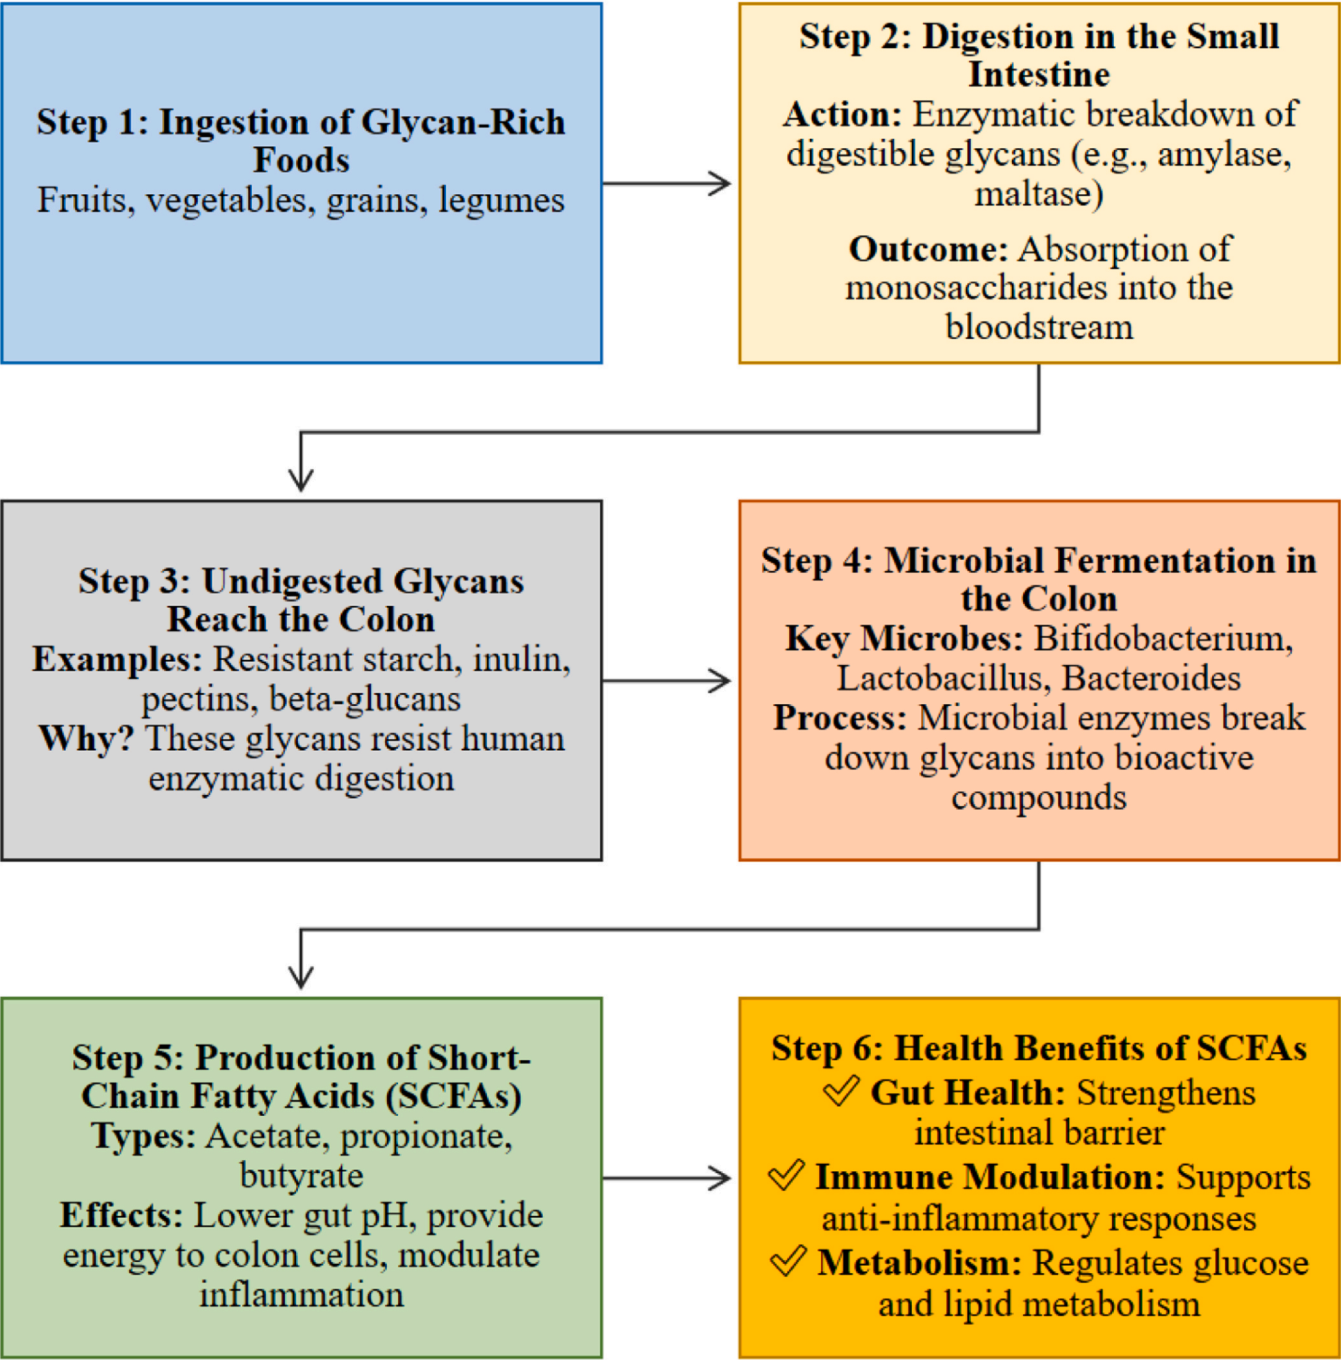 Step 1: Ingestion of Glycan-Rich
Foods
Fruits, vegetables, grains, legumes
Step 2: Digestion in the Small
Intestine
Action: Enzymatic breakdown of
digestible glycans (e.g., amylase,
maltase)
Outcome: Absorption of
monosaccharides into the
bloodstream
Step 3: Undigested Glycans
Reach the Colon
Examples: Resistant starch, inulin,
pectins, beta-glucans
Why? These glycans resist human
enzymatic digestion
Step 4: Microbial Fermentation in
the Colon
Key Microbes: Bifidobacterium,
Lactobacillus, Bacteroides
Process: Microbial enzymes break
down glycans into bioactive
compounds
Step 5: Production of Short-
Chain Fatty Acids (SCFAs)
Types: Acetate, propionate,
butyrate
Effects: Lower gut pH, provide
energy to colon cells, modulate
inflammation
Step 6: Health Benefits of SCFAs
Gut Health: Strengthens
intestinal barrier
Immune Modulation: Supports
anti-inflammatory responses
Metabolism: Regulates glucose
and lipid metabolism